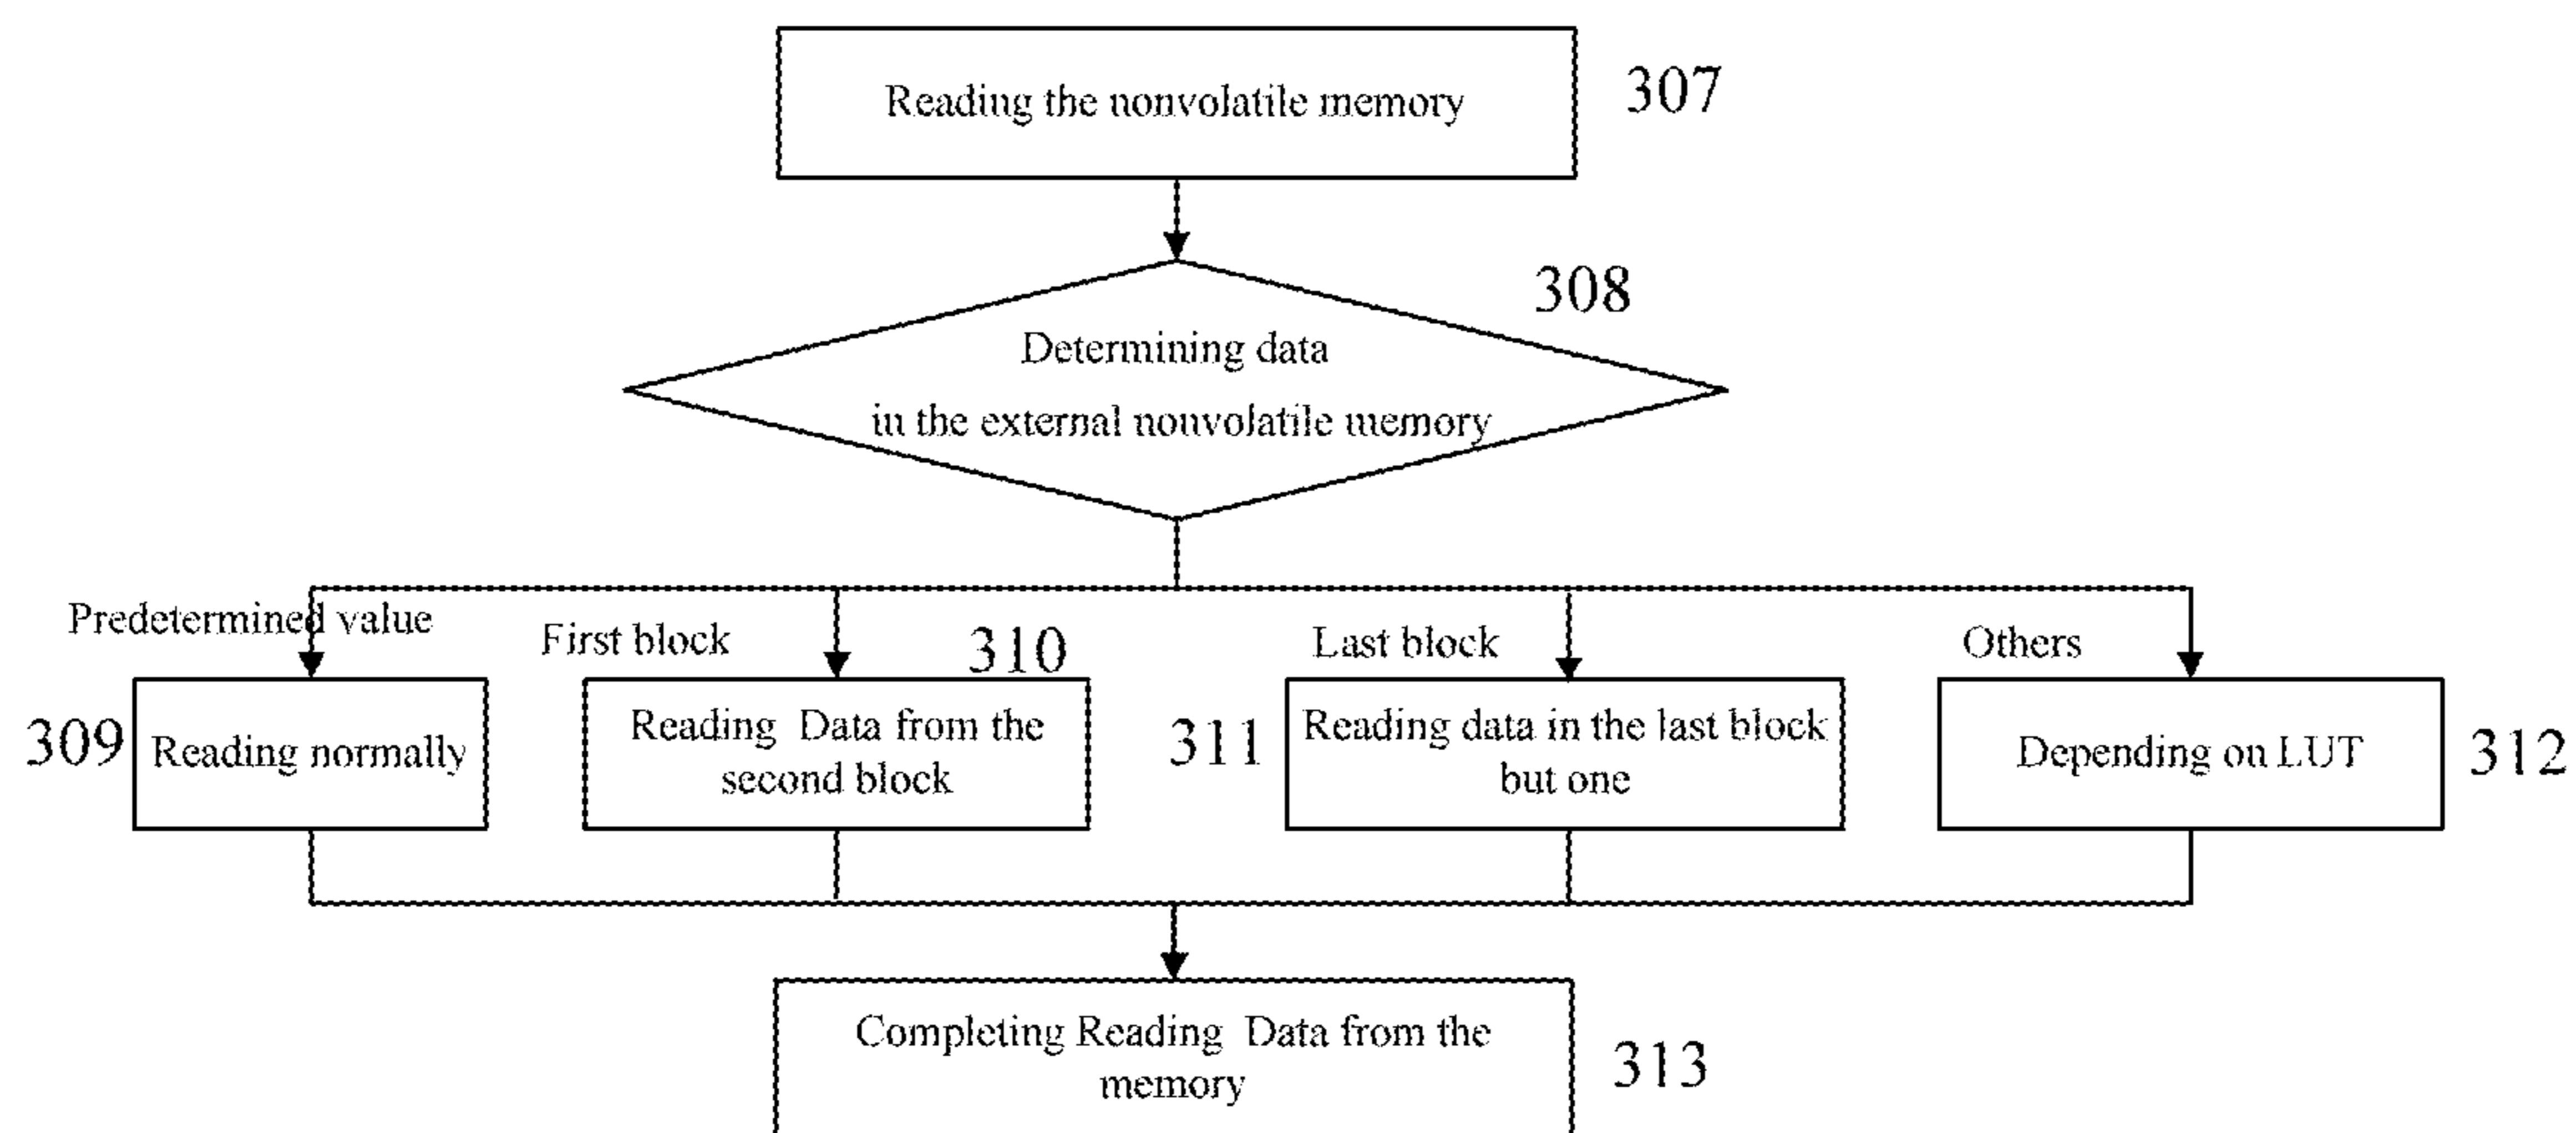 Reading the nonvolatile memory
307
308
Determining data
in the external nonvolatile memory
Predetermined value
First block
310
Last block
Others
309
Reading normally
Reading Data from the
second block
311
Reading data in the last block
but one
Depending on LUT
312
Completing Reading Data from the
memory
313